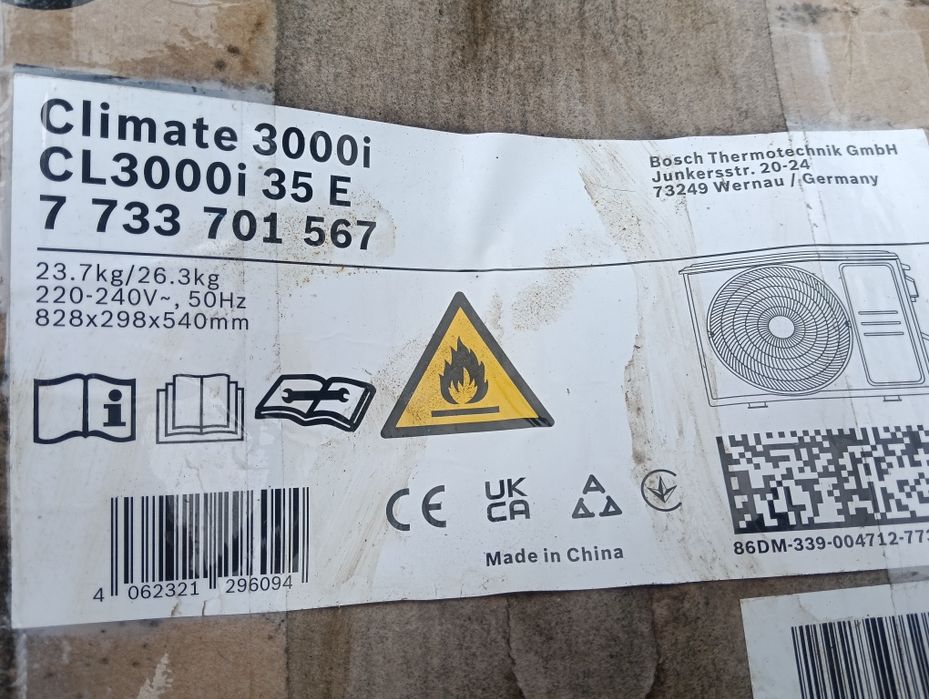 Climate 3000i
CL3000i 35 E
7 733 701 567
Bosch Thermotechnik GmbH
Junkersstr. 20-24
73249 Wernau / Germany
23.7kg/26.3kg
220-240V~, 50Hz
828x298x540mm
i
CE
UK
CA
Made in China
86DM-339-004712-773
4 062321 296094